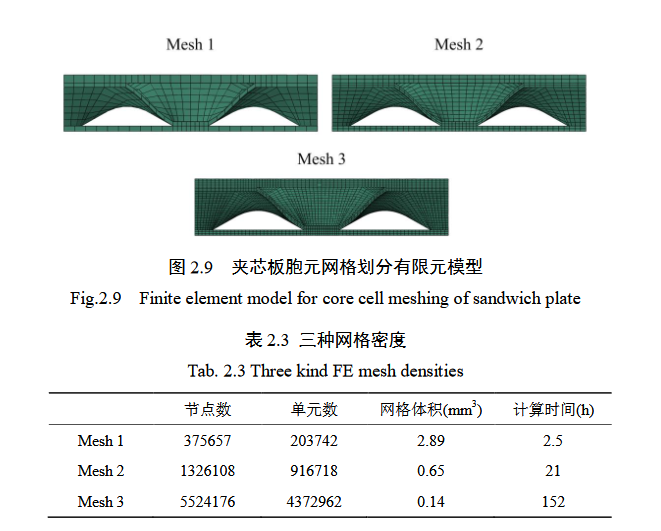 Mesh 1 Mesh 2
Mesh 3
图 2.9 夹芯板胞元网格划分有限元模型
Fig.2.9 Finite element model for core cell meshing of sandwich plate
表 2.3 三种网格密度
Tab. 2.3 Three kind FE mesh densities
节点数 单元数 网格体积(mm³) 计算时间(h)
Mesh 1 375657 203742 2.89 2.5
Mesh 2 1326108 916718 0.65 21
Mesh 3 5524176 4372962 0.14 152